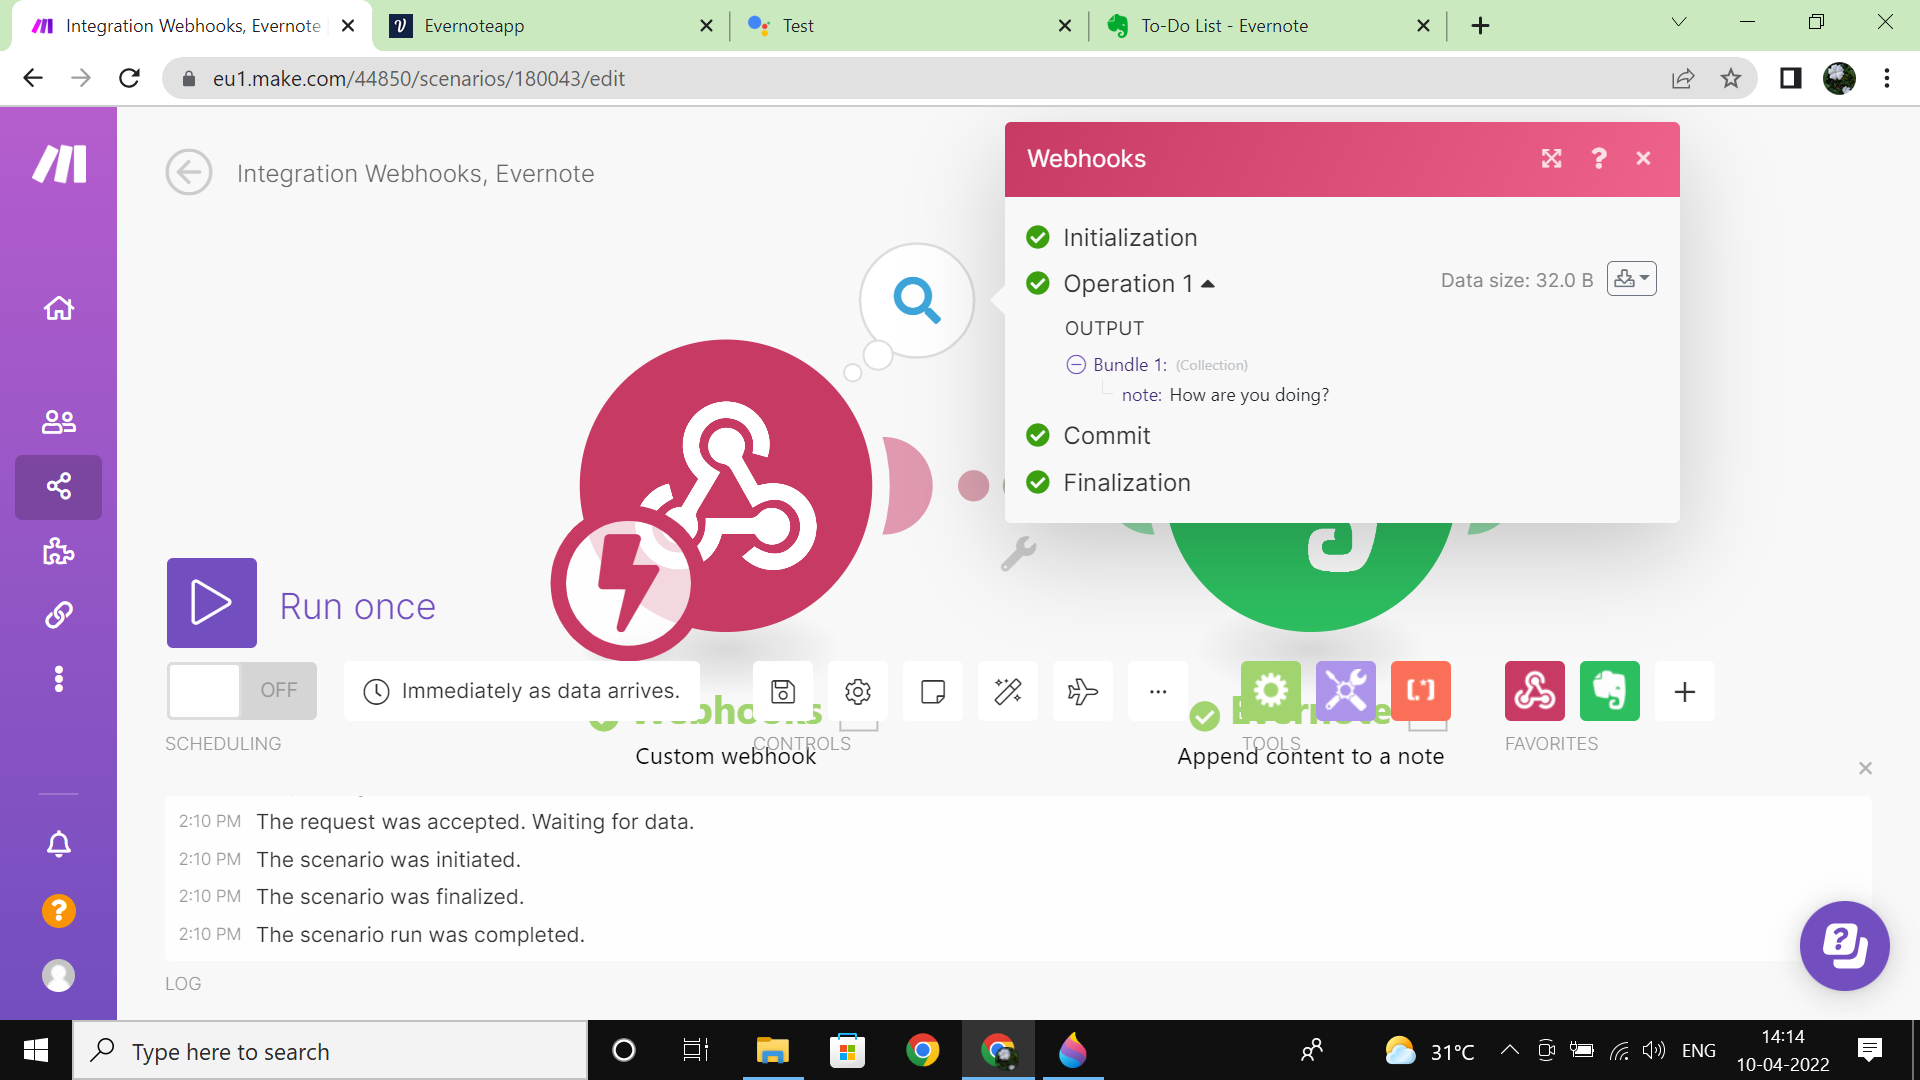 Integration Webhooks, Evernote
Evernoteapp
Test
To-Do List - Evernote
eu1.make.com/44850/scenarios/180043/edit
Integration Webhooks, Evernote
Webhooks
Initialization
Operation 1
Data size: 32.0 B
OUTPUT
Bundle 1: (Collection)
note: How are you doing?
Commit
Finalization
Run once
OFF
Immediately as data arrives.
SCHEDULING
Webhooks
CONTROLS
Custom webhook
Evernote
TOOLS
Append content to a note
FAVORITES
2:10 PM The request was accepted. Waiting for data.
2:10 PM The scenario was initiated.
2:10 PM The scenario was finalized.
2:10 PM The scenario run was completed.
LOG
Type here to search
31°C
ENG
14:14
10-04-2022